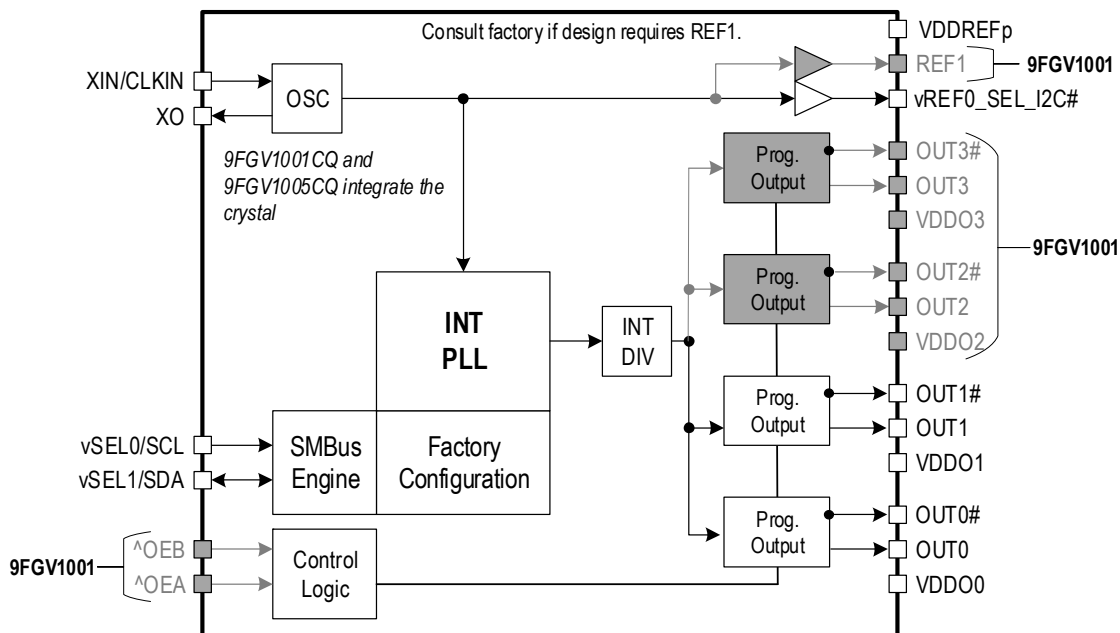 Consult factory if design requires REF1.
VDDREFp
REF1
9FGV1001
vREF0_SEL_I2C#
XIN/CLKIN
XO
OSC
9FGV1001CQ and
9FGV1005CQ integrate the
crystal
Prog.
Output
OUT3#
OUT3
VDDO3
9FGV1001
Prog.
Output
OUT2#
OUT2
VDDO2
INT
PLL
INT
DIV
Prog.
Output
OUT1#
OUT1
VDDO1
vSEL0/SCL
vSEL1/SDA
SMBus
Engine
Factory
Configuration
Prog.
Output
OUT0#
OUT0
VDDO0
9FGV1001
^OEB
^OEA
Control
Logic